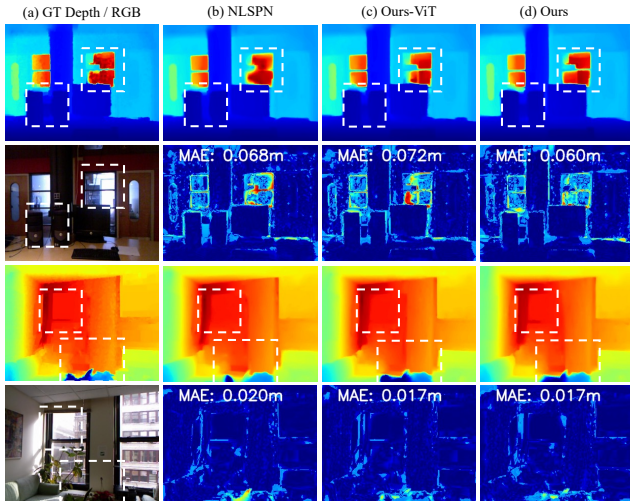 (a) GT Depth / RGB (b) NLSPN (c) Ours-ViT (d) Ours
MAE: 0.068m MAE: 0.072m MAE: 0.060m
MAE: 0.020m MAE: 0.017m MAE: 0.017m